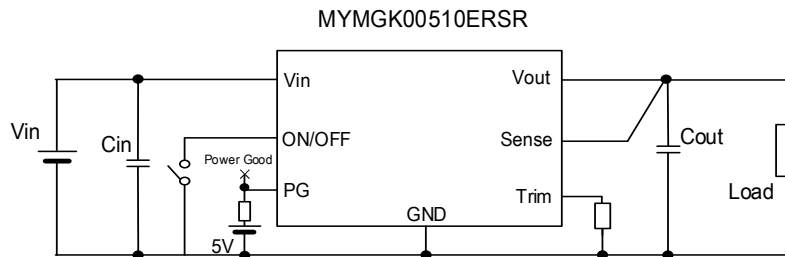 MYMGK00510ERSR
Vin
Vout
Vin
Cin
ON/OFF
Sense
Cout
Power Good
PG
Trim
Load
GND
5V